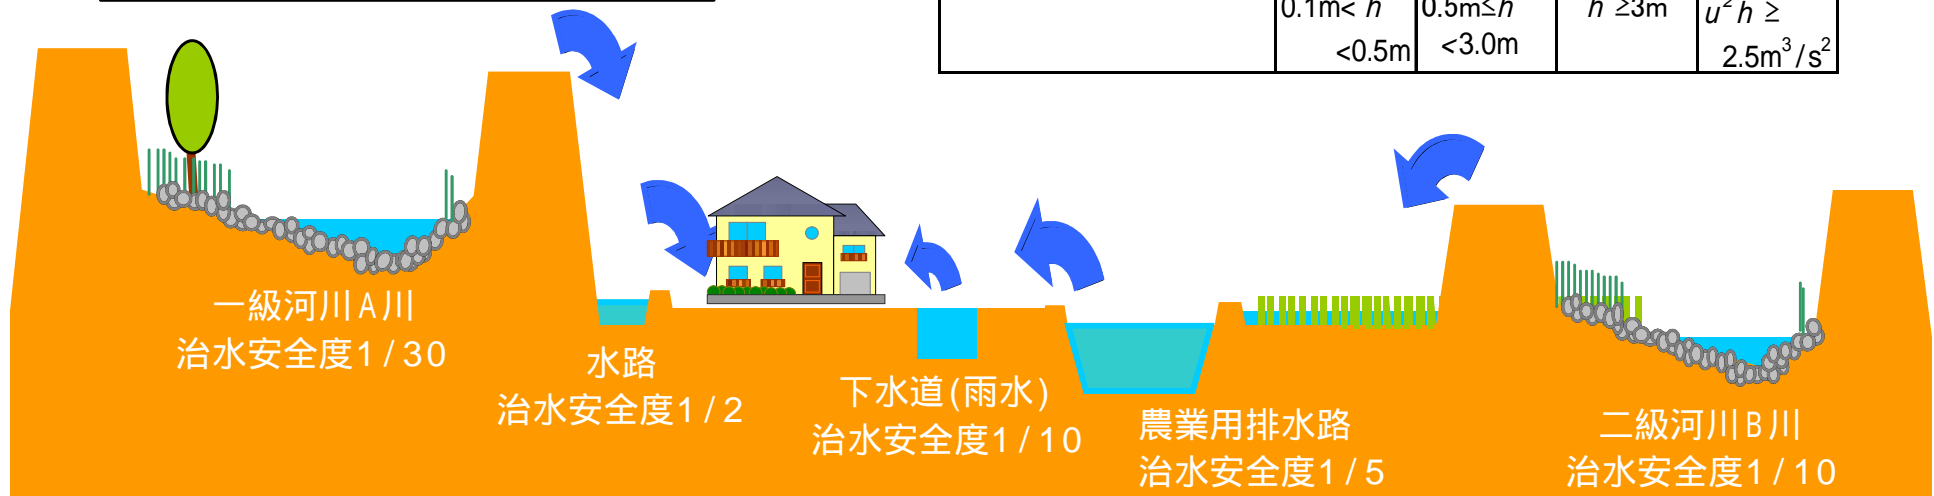 0.1m< h
<0.5m
0.5m≤h
<3.0m
h ≥3m
u²h ≥
2.5m³/s²
一級河川A川
治水安全度1/30
水路
治水安全度1/2
下水道(雨水)
治水安全度1/10
農業用排水路
治水安全度1/5
二級河川B川
治水安全度1/10